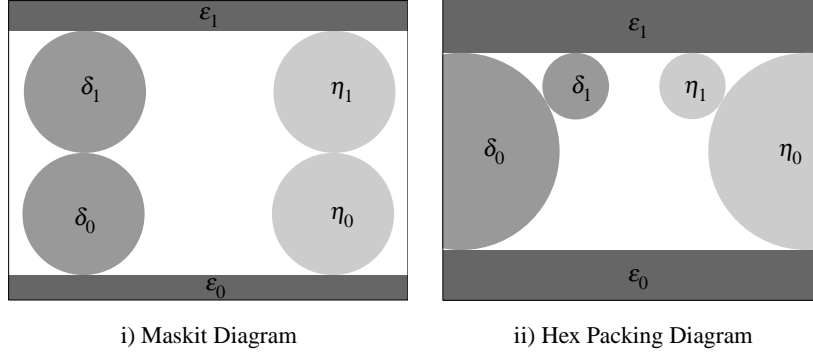 ε₁
δ₁ η₁
δ₀ η₀
ε₀
i) Maskit Diagram
ε₁
δ₁ η₁
δ₀ η₀
ε₀
ii) Hex Packing Diagram